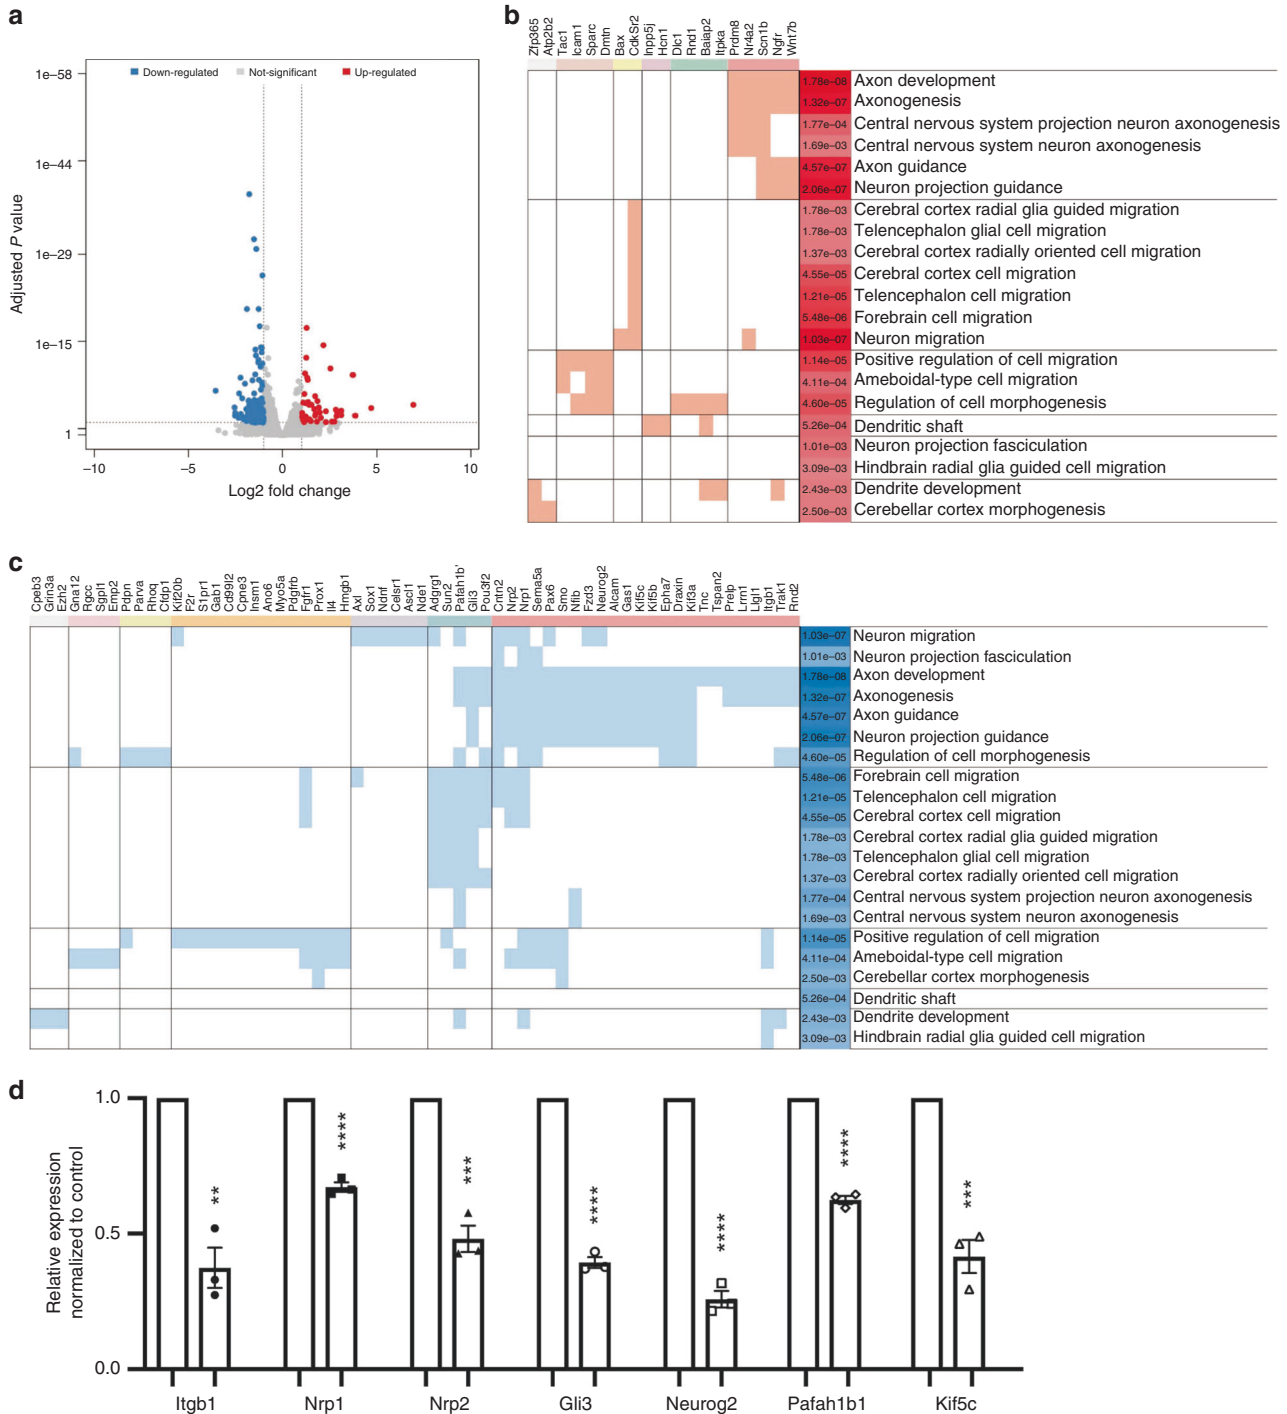 a
Down-regulated
Not-significant
Up-regulated
1e–58
1e–44
1e–29
1e–15
1
Adjusted P value
–10
–5
0
5
10
Log2 fold change
b
Zfp365
Atp2b2
Tac1
Icam1
Sparc
Dmtn
Bax
CdkSr2
Inpp5j
Hcn1
Dlc1
Rnd1
Baiap2
Itpka
Prdm8
Nr4a2
Scn1b
Ngfr
Wnt7b
1.78e–08 Axon development
1.32e–07 Axonogenesis
1.77e–04 Central nervous system projection neuron axonogenesis
1.69e–03 Central nervous system neuron axonogenesis
4.57e–07 Axon guidance
2.06e–07 Neuron projection guidance
1.78e–03 Cerebral cortex radial glia guided migration
1.78e–03 Telencephalon glial cell migration
1.37e–03 Cerebral cortex radially oriented cell migration
4.55e–05 Cerebral cortex cell migration
1.21e–05 Telencephalon cell migration
5.48e–06 Forebrain cell migration
1.03e–07 Neuron migration
1.14e–05 Positive regulation of cell migration
4.11e–04 Ameboidal-type cell migration
4.60e–05 Regulation of cell morphogenesis
5.26e–04 Dendritic shaft
1.01e–03 Neuron projection fasciculation
3.09e–03 Hindbrain radial glia guided cell migration
2.43e–03 Dendrite development
2.50e–03 Cerebellar cortex morphogenesis
c
Cpeb3
Grin3a
Ezh2
Gna12
Rgcc
Sgpl1
Emp2
Pdpn
Parva
Rhoq
Cfdp1
Kif20b
F2r
S1pr1
Gab1
Cd99l2
Cpne3
Insm1
Ano6
Myo5a
Pdgfrb
Fgfr1
Prox1
Il4
Hmgb1
Axl
Sox1
Ndnf
Celsr1
Ascl1
Nde1
Adgrg1
Sun2
Pafah1b'
Gli3
Pou3f2
Cntn2
Nrp2
Nrp1
Sema5a
Pax6
Smo
Nfib
Fzd3
Neurog2
Alcam
Gas1
Kif5c
Kif5b
Epha7
Draxin
Kif3a
Tnc
Tspan2
Prelp
Lrrn1
Llgl1
Itgb1
Trak1
Rnd2
1.03e–07 Neuron migration
1.01e–03 Neuron projection fasciculation
1.78e–08 Axon development
1.32e–07 Axonogenesis
4.57e–07 Axon guidance
2.06e–07 Neuron projection guidance
4.60e–05 Regulation of cell morphogenesis
5.48e–06 Forebrain cell migration
1.21e–05 Telencephalon cell migration
4.55e–05 Cerebral cortex cell migration
1.78e–03 Cerebral cortex radial glia guided migration
1.78e–03 Telencephalon glial cell migration
1.37e–03 Cerebral cortex radially oriented cell migration
1.77e–04 Central nervous system projection neuron axonogenesis
1.69e–03 Central nervous system neuron axonogenesis
1.14e–05 Positive regulation of cell migration
4.11e–04 Ameboidal-type cell migration
2.50e–03 Cerebellar cortex morphogenesis
5.26e–04 Dendritic shaft
2.43e–03 Dendrite development
3.09e–03 Hindbrain radial glia guided cell migration
d
Relative expression
normalized to control
1.0
0.5
0.0
**
****
***
****
****
****
***
Itgb1
Nrp1
Nrp2
Gli3
Neurog2
Pafah1b1
Kif5c